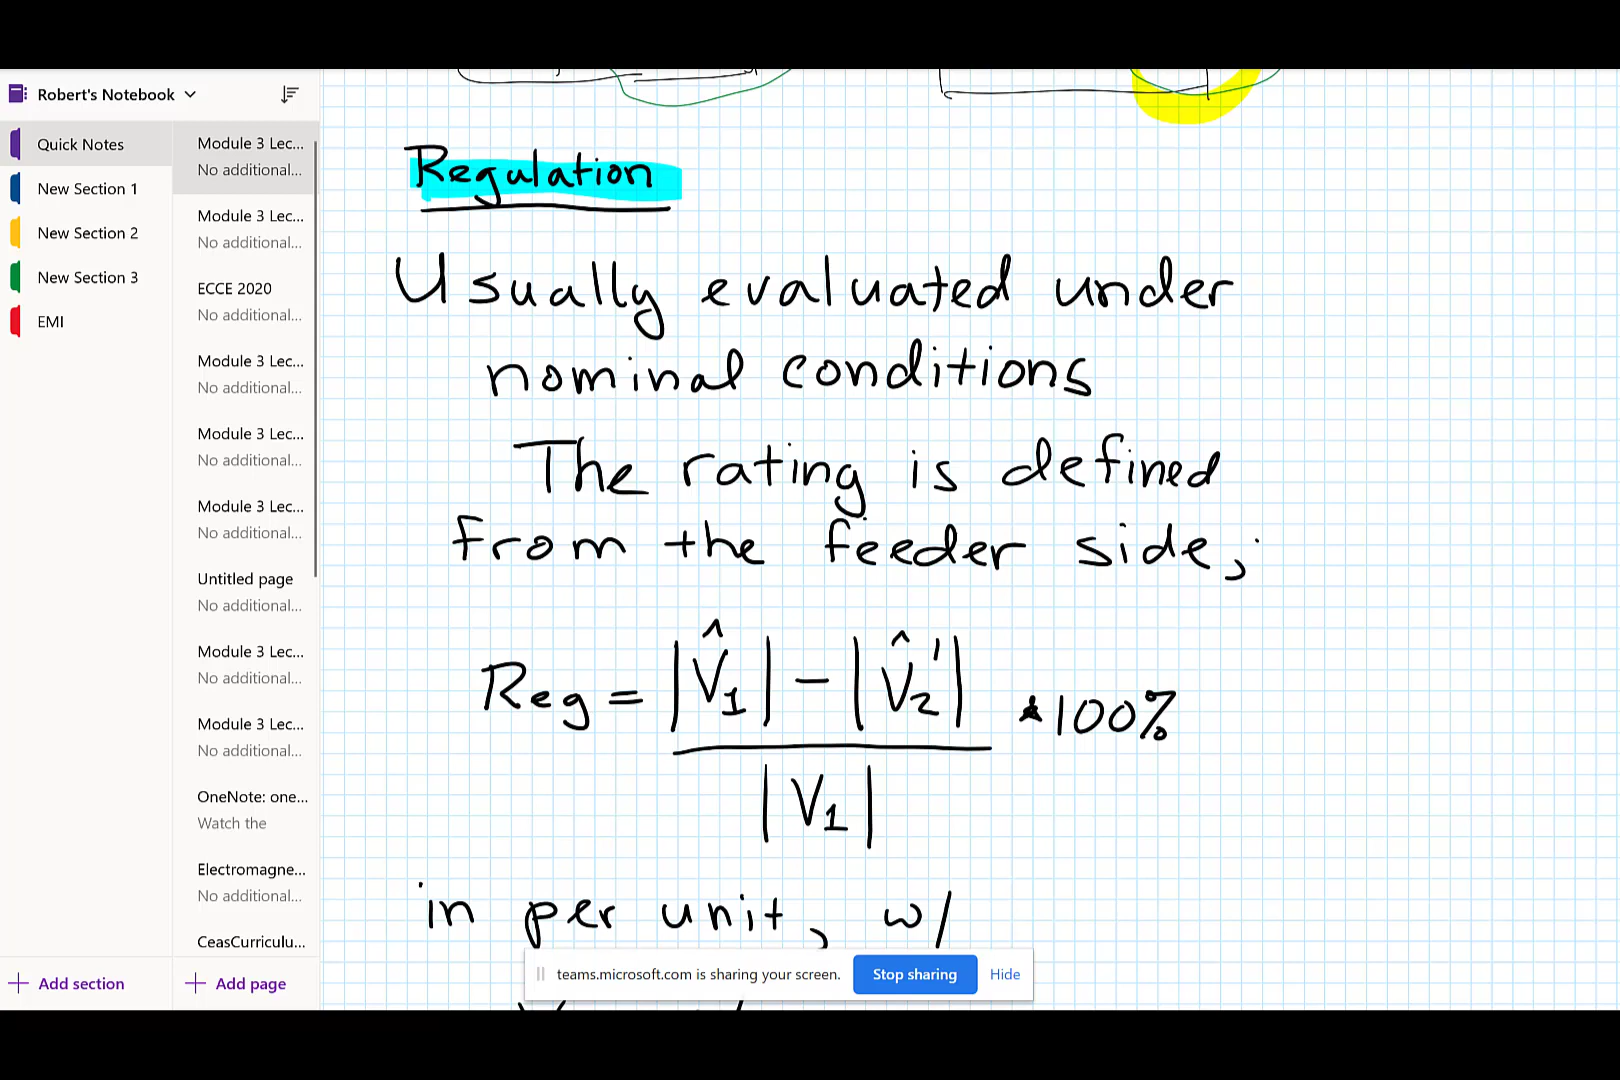 Robert's Notebook
Quick Notes
New Section 1
New Section 2
New Section 3
EMI
Add section
Module 3 Lec...
No additional...
Module 3 Lec...
No additional...
ECCE 2020
No additional...
Module 3 Lec...
No additional...
Module 3 Lec...
No additional...
Module 3 Lec...
No additional...
Untitled page
No additional...
Module 3 Lec...
No additional...
Module 3 Lec...
No additional...
OneNote: one...
Watch the
Electromagne...
No additional...
CeasCurriculu...
Add page
Regulation
Usually evaluated under
nominal conditions
The rating is defined
from the feeder side,
Reg = |V̂1| - |V̂2'| * 100%
|V1|
in per unit, w/
teams.microsoft.com is sharing your screen. Stop sharing Hide